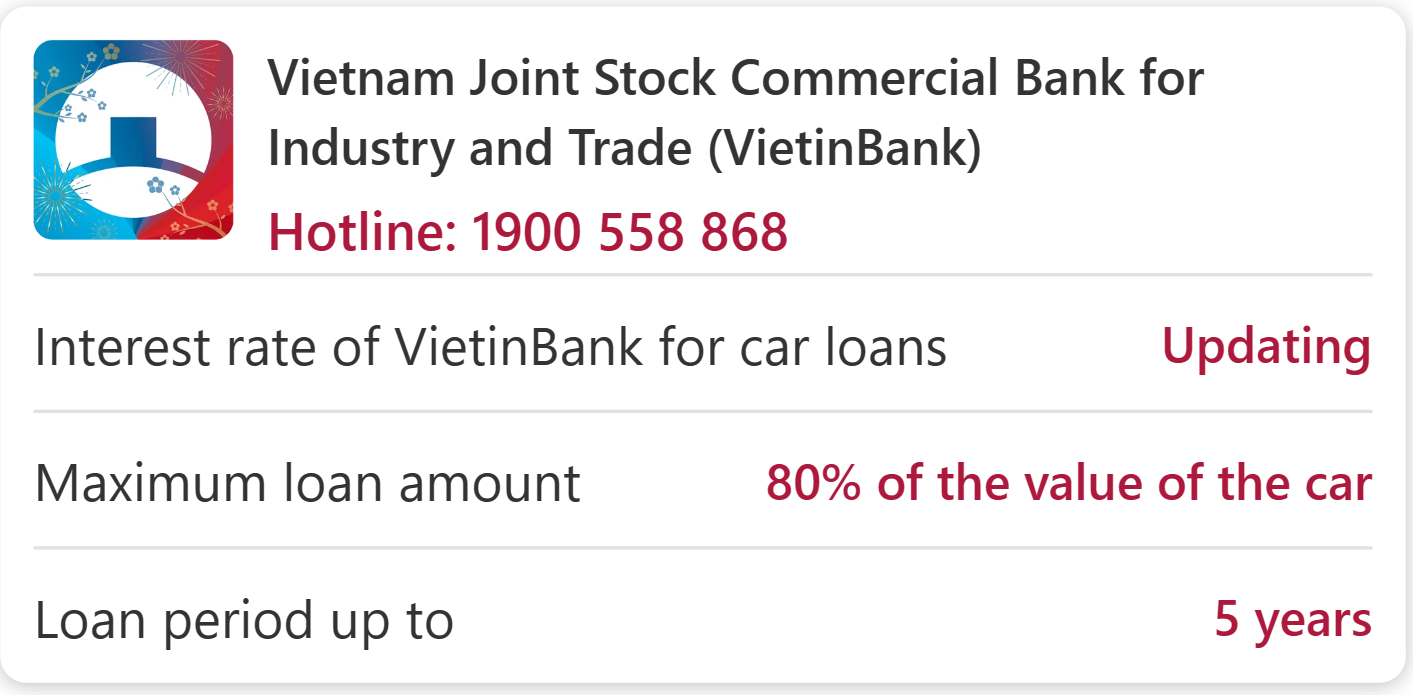 Vietnam Joint Stock Commercial Bank for
Industry and Trade (VietinBank)
Hotline: 1900 558 868
Interest rate of VietinBank for car loans Updating
Maximum loan amount 80% of the value of the car
Loan period up to 5 years